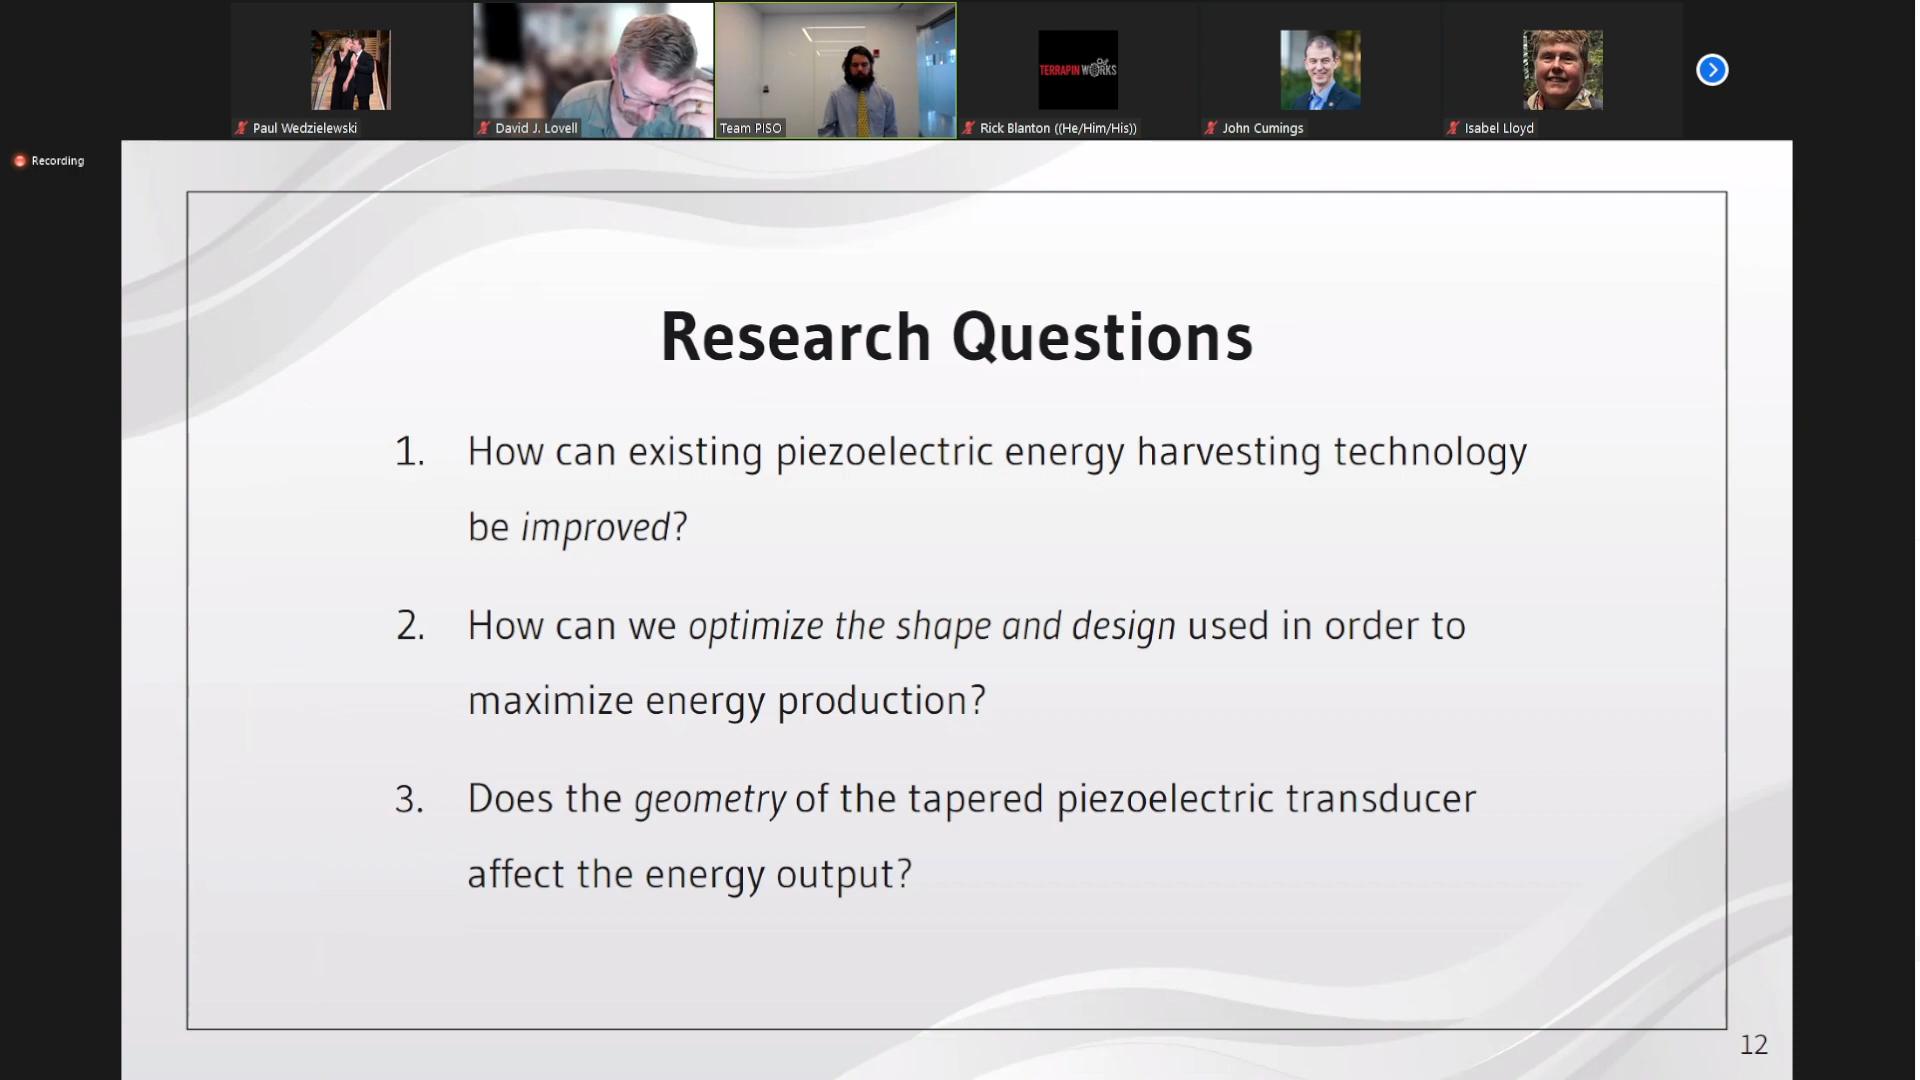 TERRAPIN WORKS
Paul Wedzielewski
David J. Lovell
Team PISO
Rick Blanton ((He/Him/His))
John Cumings
Isabel Lloyd
Recording
Research Questions
1. How can existing piezoelectric energy harvesting technology
be improved?
2. How can we optimize the shape and design used in order to
maximize energy production?
3. Does the geometry of the tapered piezoelectric transducer
affect the energy output?
12